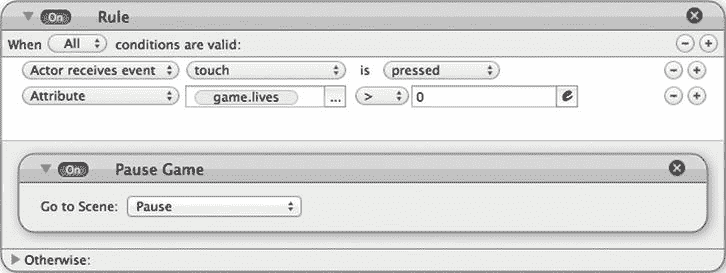 On Rule
When All conditions are valid:
Actor receives event touch is pressed
Attribute game.lives ... > 0 e
On Pause Game
Go to Scene: Pause
Otherwise: